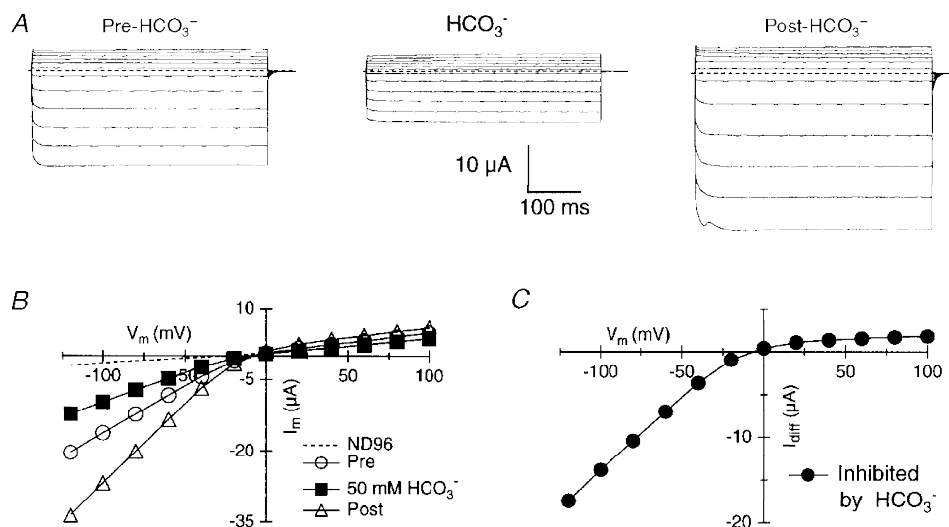 A
Pre-HCO₃⁻
HCO₃⁻
Post-HCO₃⁻
10 µA
100 ms
B
Vm (mV)
10
-100
50
50
100
-5
-20
-35
Im (µA)
ND96
Pre
50 mM HCO₃⁻
Post
C
Vm (mV)
-100
-50
50
100
-10
-20
Idiff (µA)
Inhibited
by HCO₃⁻